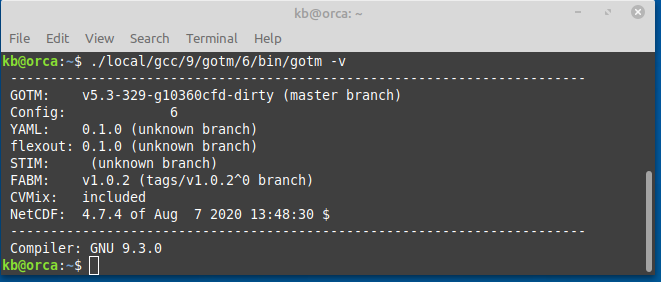 kb@orca: ~
File Edit View Search Terminal Help
kb@orca:~$ ./local/gcc/9/gotm/6/bin/gotm -v
------------------------------------------------------------------------
GOTM:    v5.3-329-g10360cfd-dirty (master branch)
Config:             6
YAML:    0.1.0 (unknown branch)
flexout: 0.1.0 (unknown branch)
STIM:     (unknown branch)
FABM:    v1.0.2 (tags/v1.0.2^0 branch)
CVMix:   included
NetCDF:  4.7.4 of Aug  7 2020 13:48:30 $
------------------------------------------------------------------------
Compiler: GNU 9.3.0
kb@orca:~$